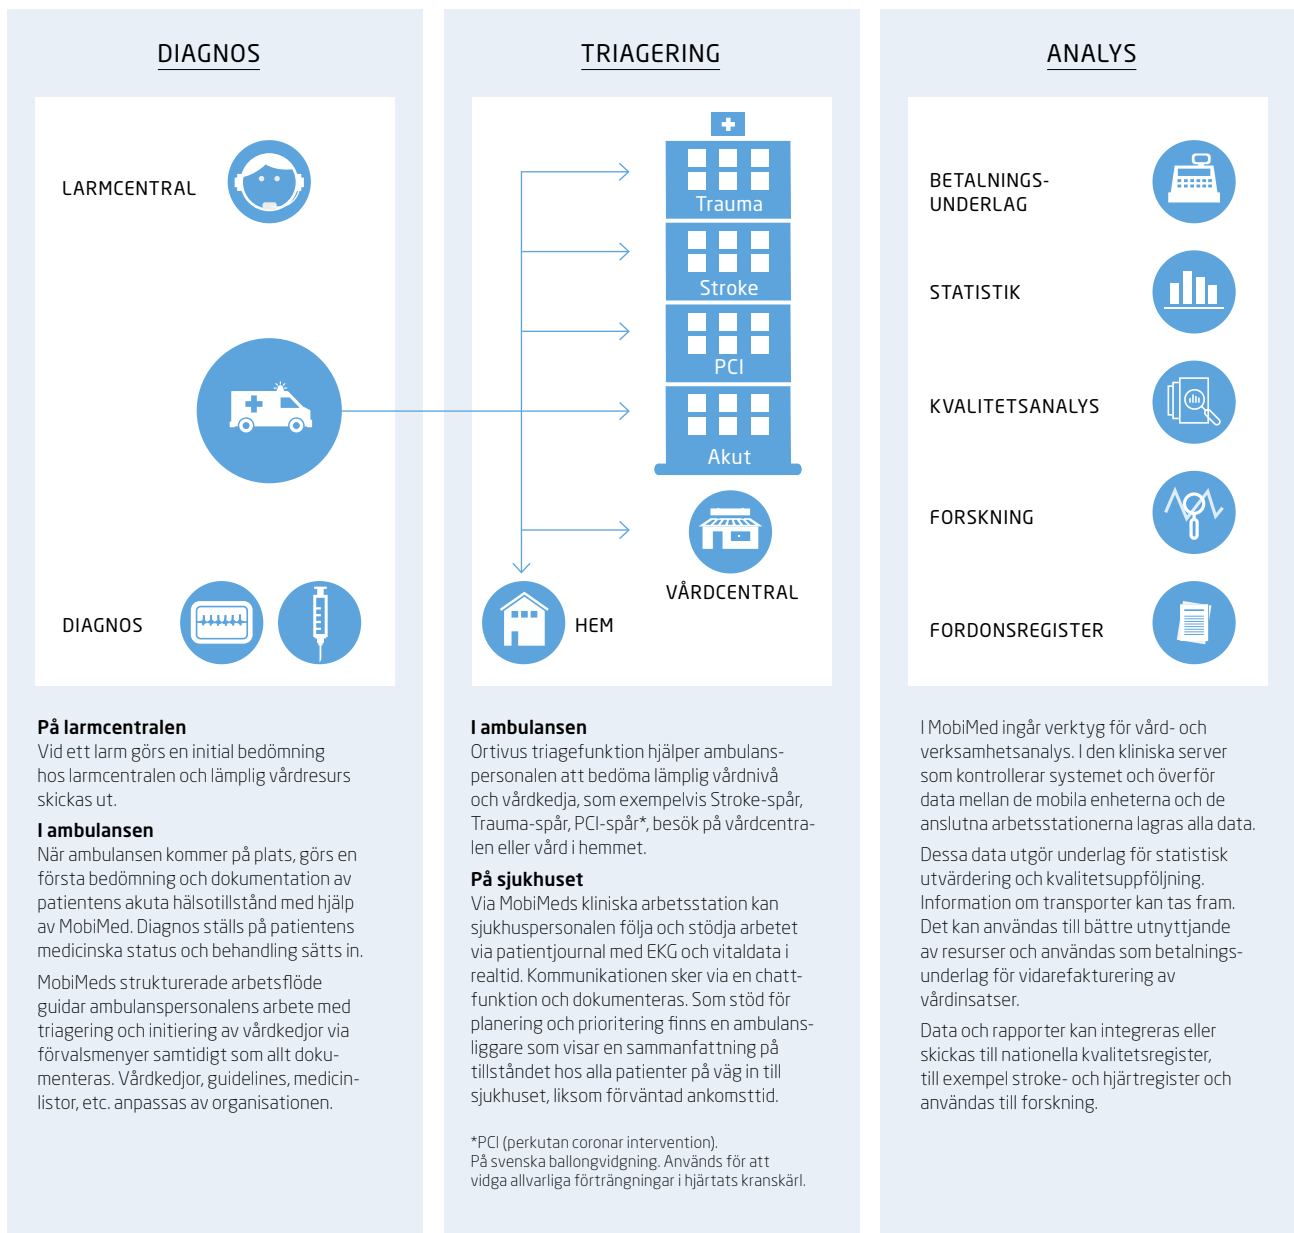 DIAGNOS
LARMCENTRAL
DIAGNOS
På larmcentralen
Vid ett larm görs en initial bedömning
hos larmcentralen och lämplig vårdresurs
skickas ut.
I ambulansen
När ambulansen kommer på plats, görs en
första bedömning och dokumentation av
patientens akuta hälsotillstånd med hjälp
av MobiMed. Diagnos ställs på patientens
medicinska status och behandling sätts in.
MobiMeds strukturerade arbetsflöde
guidar ambulanspersonalens arbete med
triagering och initiering av vårdkedjor via
förvalsmenyer samtidigt som allt doku-
menteras. Vårdkedjor, guidelines, medicin-
listor, etc. anpassas av organisationen.
TRIAGERING
Trauma
Stroke
PCI
Akut
VÅRDCENTRAL
HEM
I ambulansen
Ortivus triagefunktion hjälper ambulans-
personalen att bedöma lämplig vårdnivå
och vårdkedja, som exempelvis Stroke-spår,
Trauma-spår, PCI-spår*, besök på vårdcentra-
len eller vård i hemmet.
På sjukhuset
Via MobiMeds kliniska arbetsstation kan
sjukhuspersonalen följa och stödja arbetet
via patientjournal med EKG och vitaldata i
realtid. Kommunikationen sker via en chatt-
funktion och dokumenteras. Som stöd för
planering och prioritering finns en ambulans-
liggare som visar en sammanfattning på
tillståndet hos alla patienter på väg in till
sjukhuset, liksom förväntad ankomsttid.
*PCI (perkutan coronar intervention).
På svenska ballongvidgning. Används för att
vidga allvarliga förträngningar i hjärtats kranskärl.
ANALYS
BETALNINGS-
UNDERLAG
STATISTIK
KVALITETSANALYS
FORSKNING
FORDONSREGISTER
I MobiMed ingår verktyg för vård- och
verksamhetsanalys. I den kliniska server
som kontrollerar systemet och överför
data mellan de mobila enheterna och de
anslutna arbetsstationerna lagras alla data.
Dessa data utgör underlag för statistisk
utvärdering och kvalitetsuppföljning.
Information om transporter kan tas fram.
Det kan användas till bättre utnyttjande
av resurser och användas som betalnings-
underlag för vidarefakturering av
vårdinsatser.
Data och rapporter kan integreras eller
skickas till nationella kvalitetsregister,
till exempel stroke- och hjärtregister och
användas till forskning.